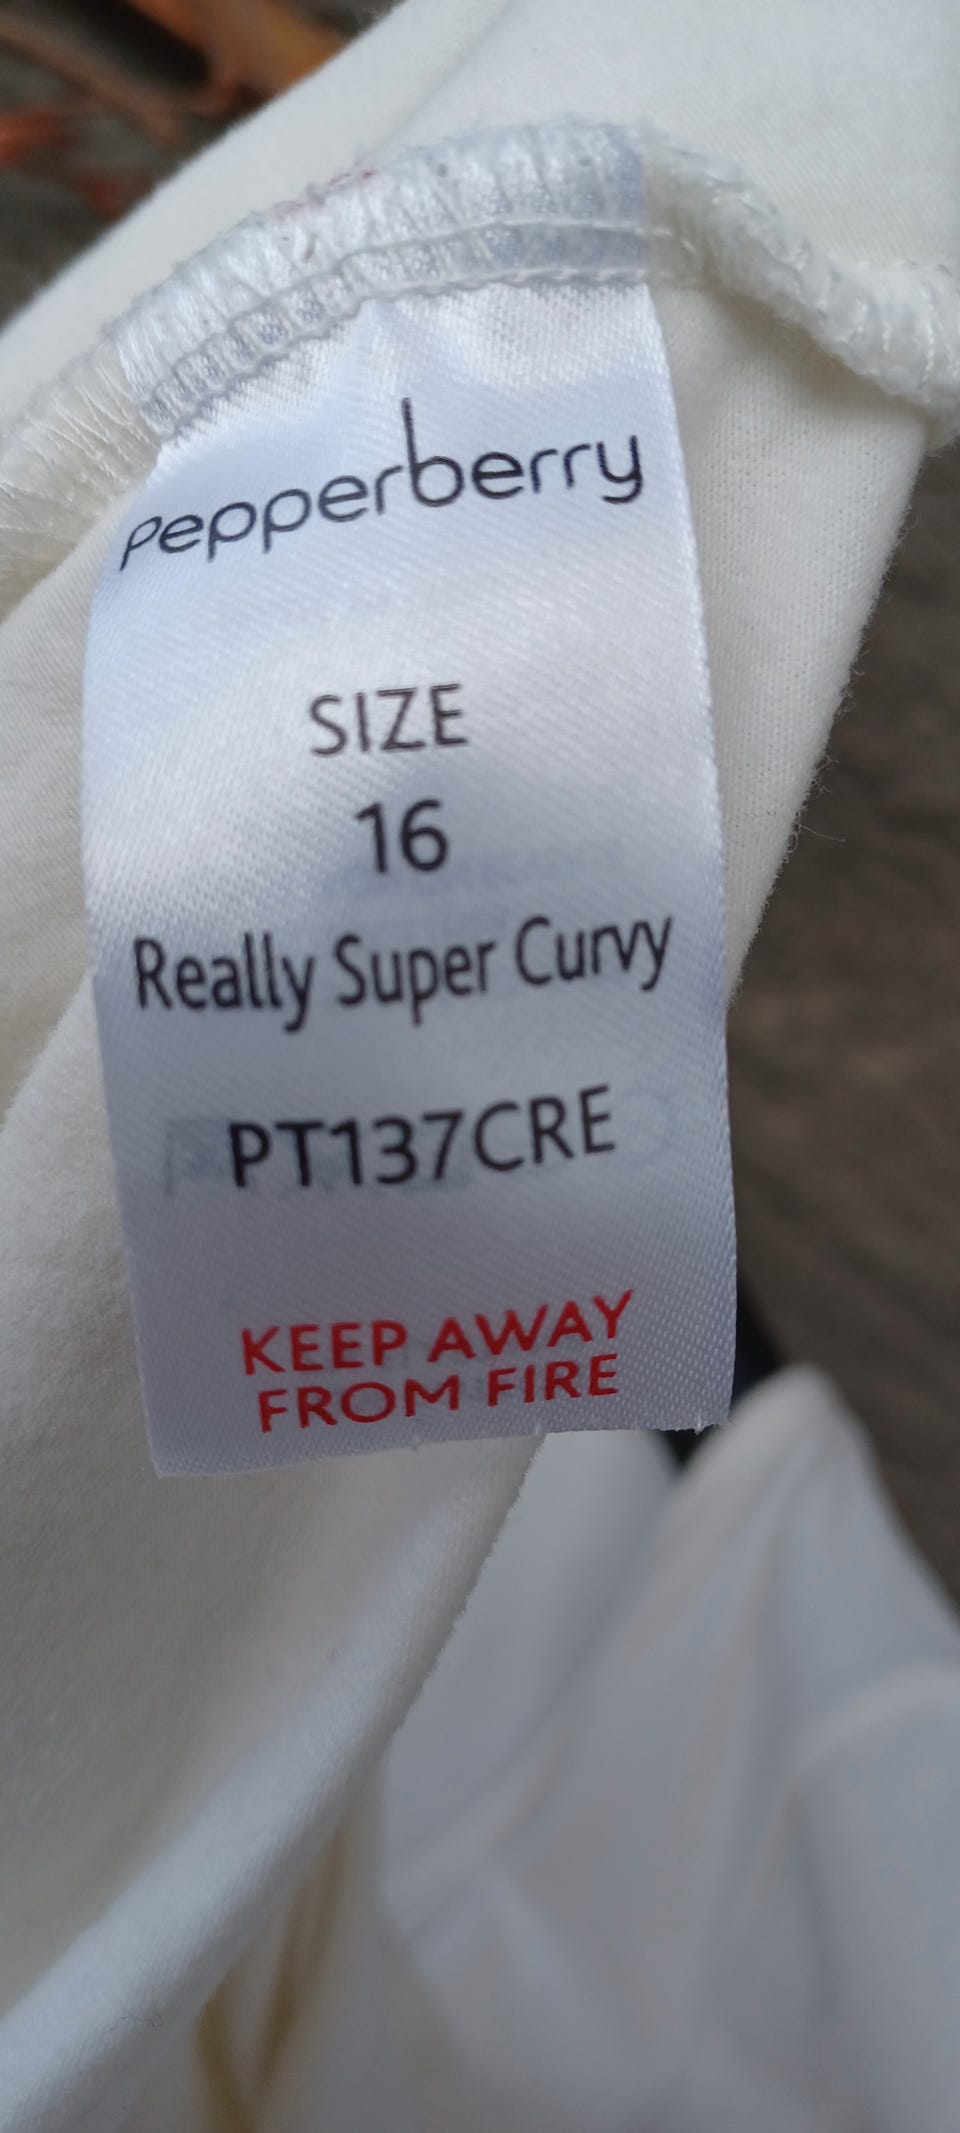 Pepperberry
SIZE
16
Really Super Curvy
PT137CRE
KEEP AWAY
FROM FIRE